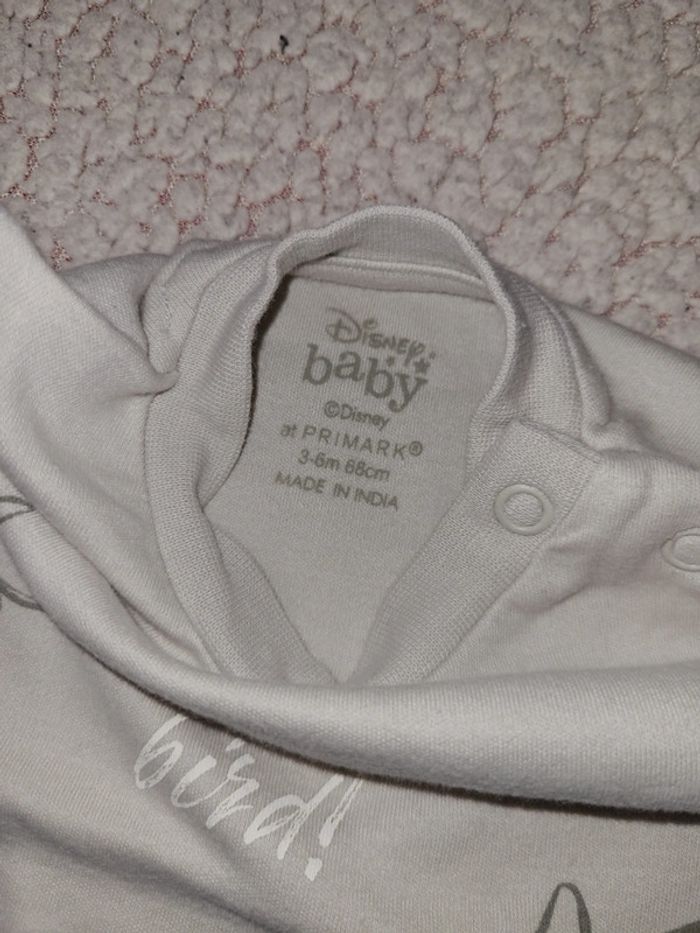 Disney
baby
©Disney
at PRIMARK®
3-6m 68cm
MADE IN INDIA
bird!